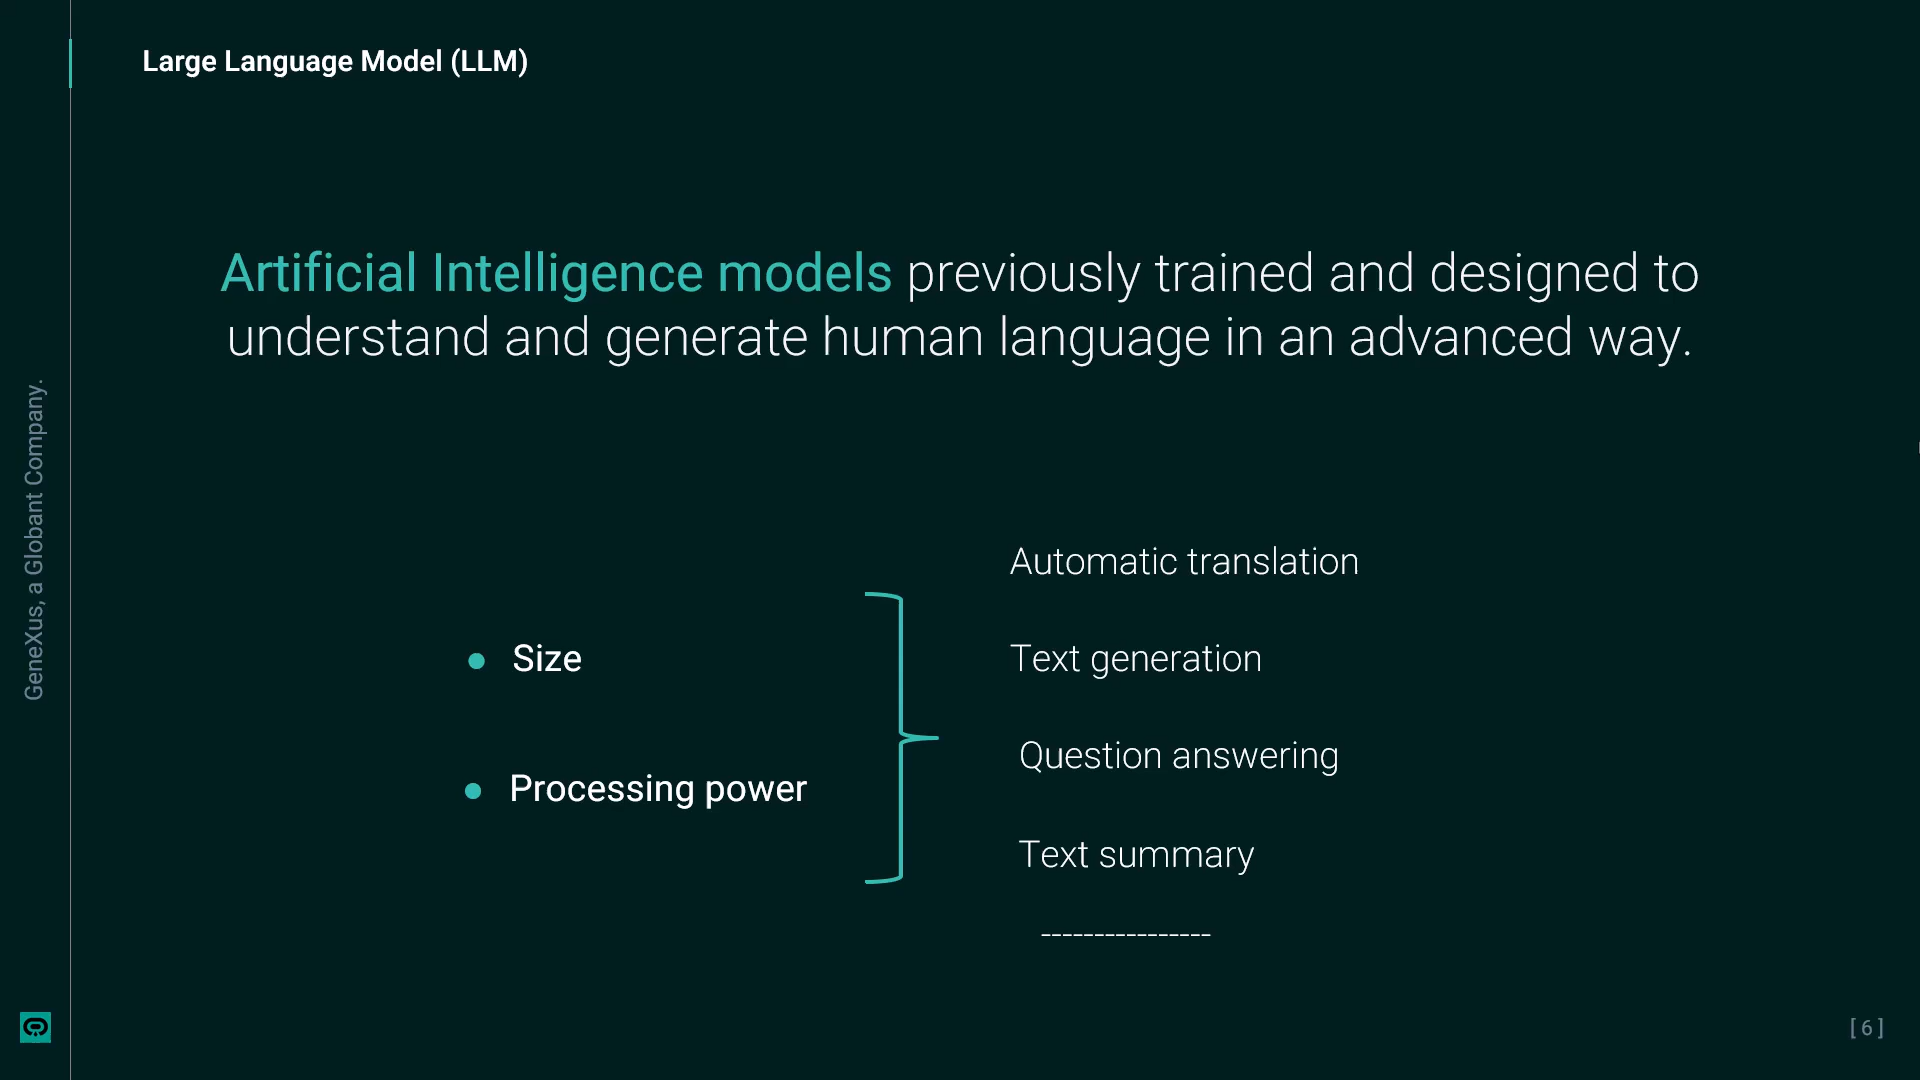 Large Language Model (LLM)
Artificial Intelligence models previously trained and designed to
understand and generate human language in an advanced way.
● Size
● Processing power
Automatic translation
Text generation
Question answering
Text summary
----------------
GeneXus, a Globant Company.
[ 6 ]